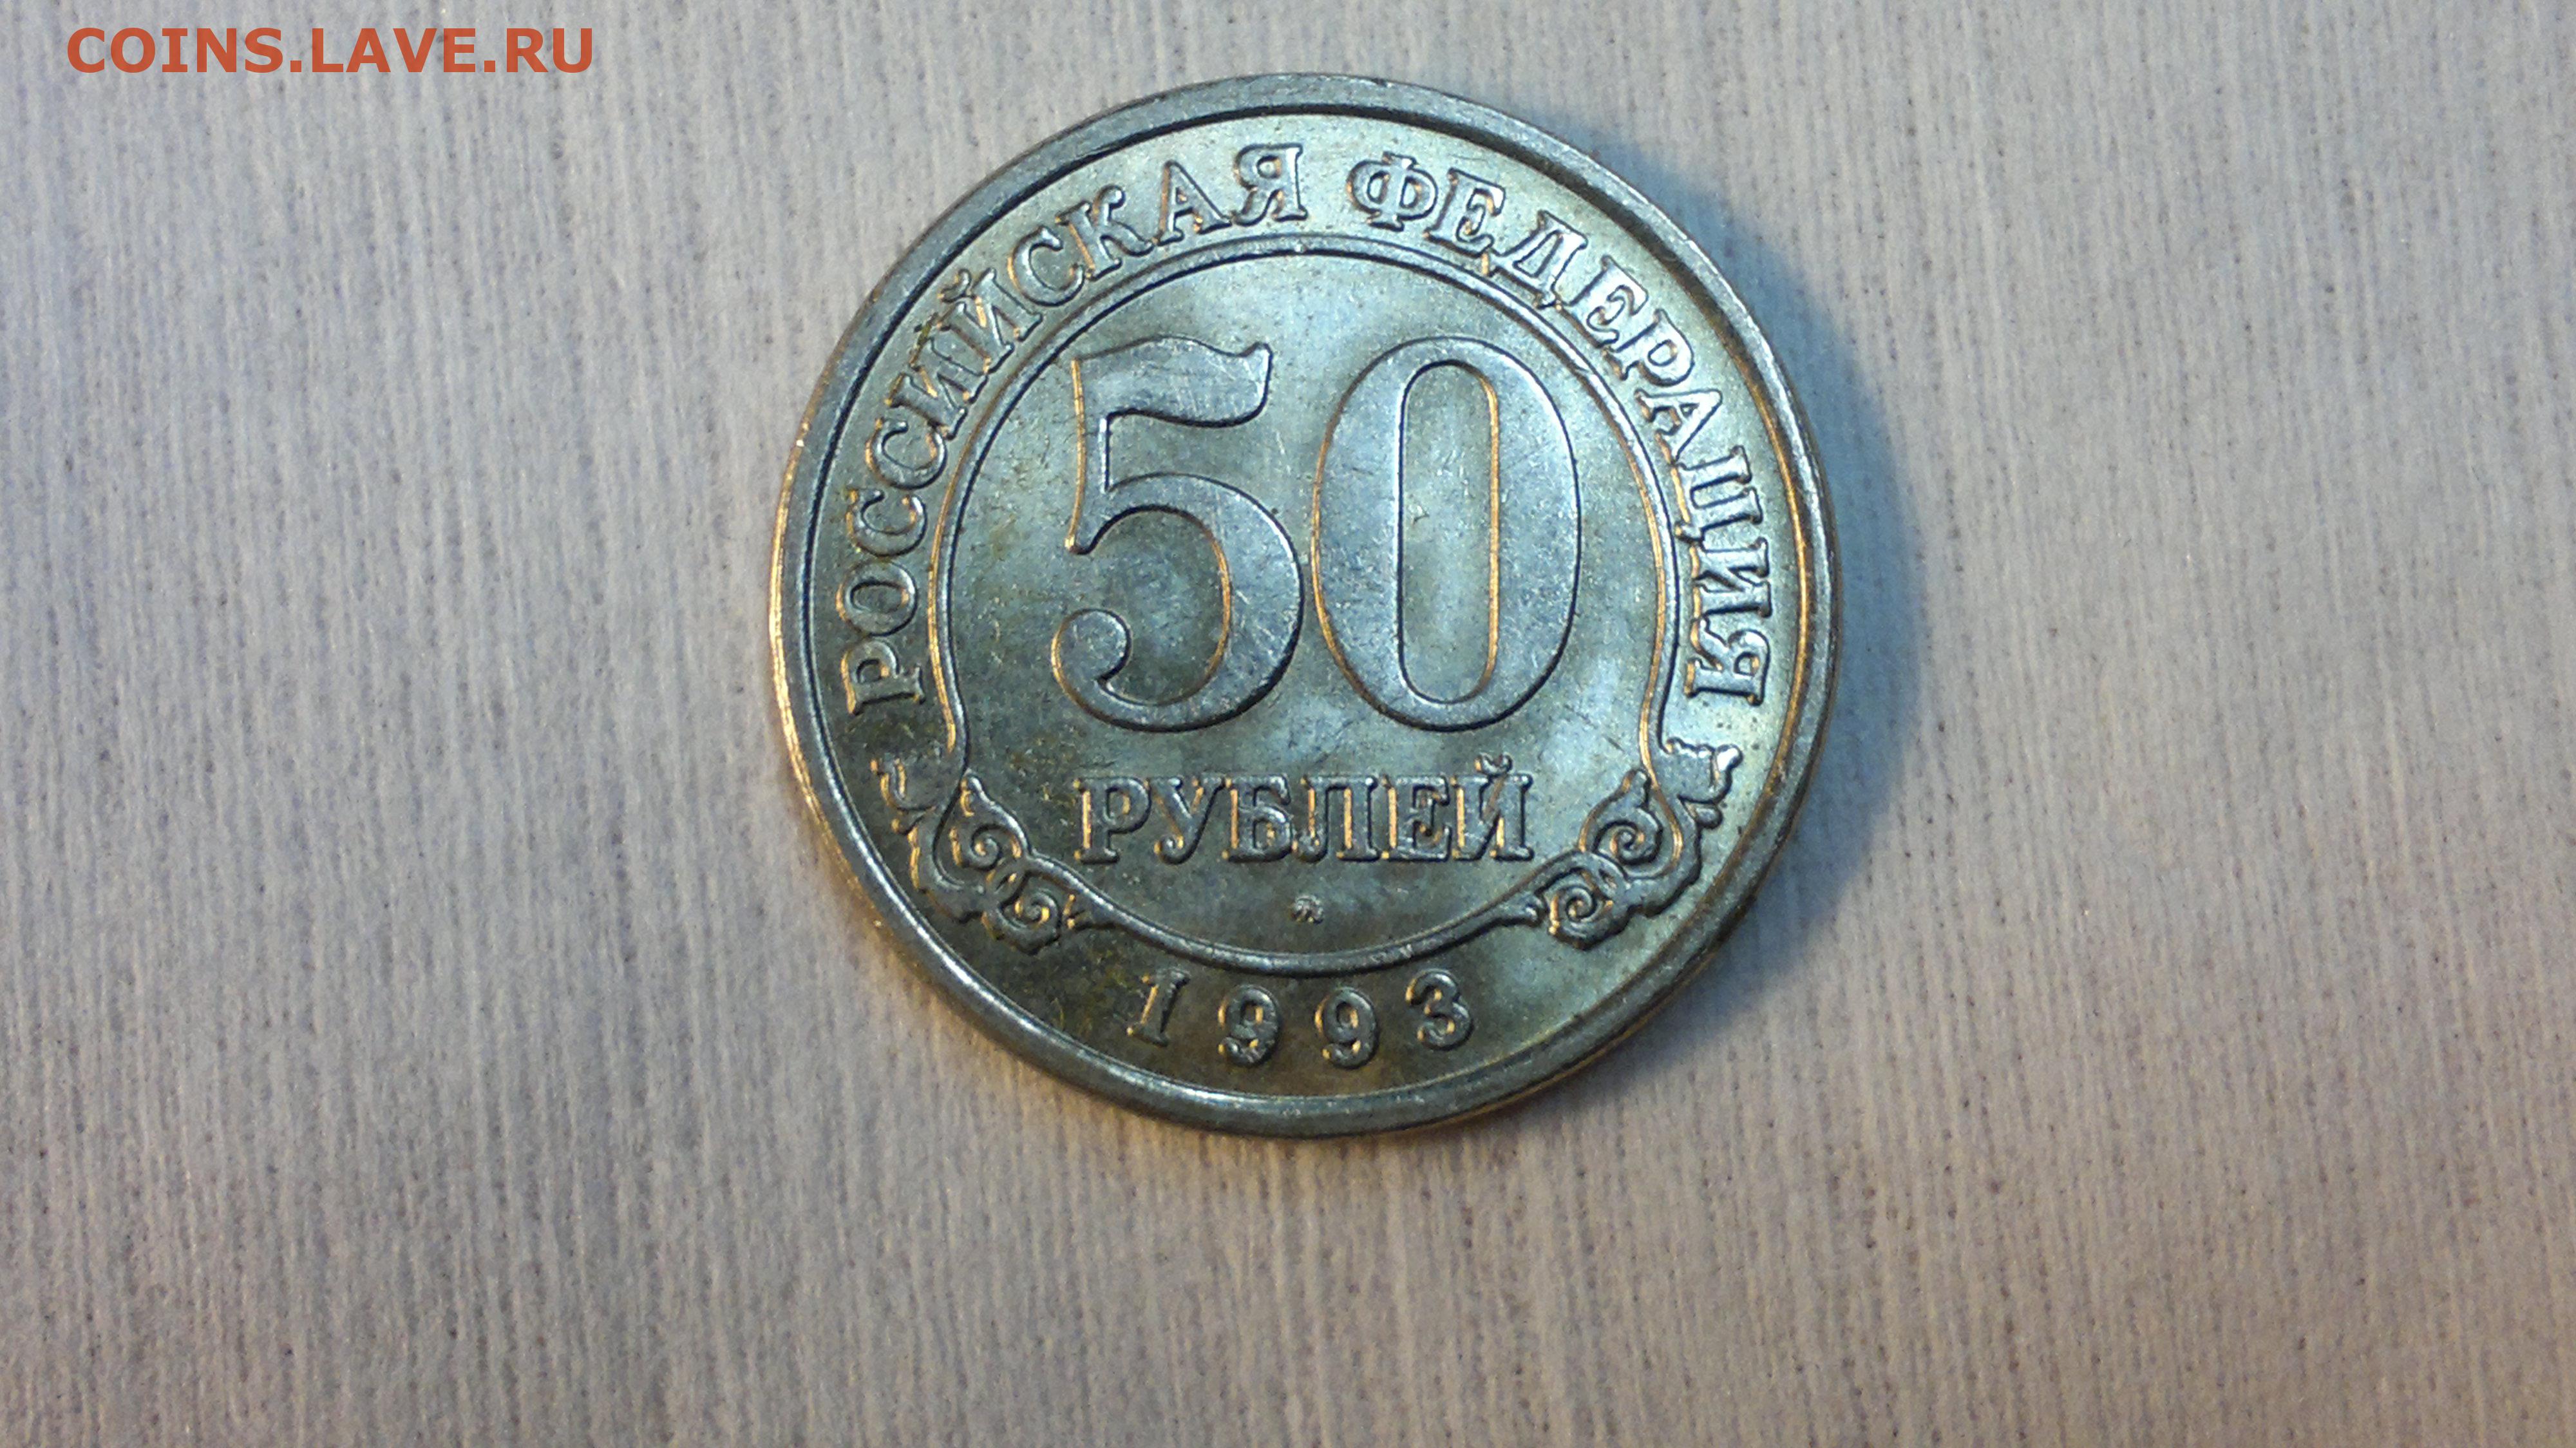 COINS.LAVE.RU
РОССИЙСКАЯ ФЕДЕРАЦИЯ
50
РУБЛЕЙ
1993